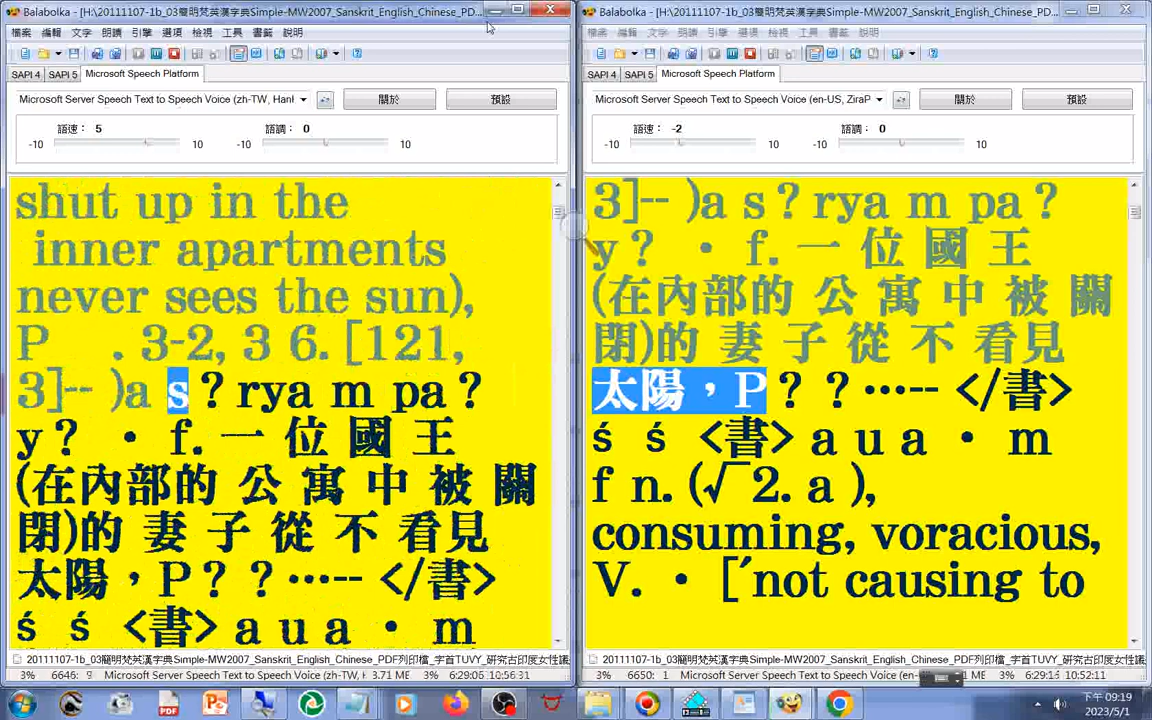 Balabolka - [H:\20111107-1b_03簡明梵英漢字典Simple-MW2007_Sanskrit_English_Chinese_PD...
檔案 編輯 文字 朗讀 引擎 選項 檢視 工具 書籤 說明
SAPI 4 SAPI 5 Microsoft Speech Platform
Microsoft Server Speech Text to Speech Voice (zh-TW, Hanl 關於 預設
語速： 5 語調： 0
-10 10 -10 10
shut up in the
inner apartments
never sees the sun),
P . 3-2, 3 6. [121,
3]-- )a s ? rya m pa ?
y ? · f. 一 位 國 王
(在內部的 公 寓 中 被 關
閉)的 妻 子 從 不 看見
太陽，P ? ? …-- </書>
ś ś <書> a u a · m
20111107-1b_03簡明梵英漢字典Simple-MW2007_Sanskrit_English_Chinese_PDF列印檔_字首TUVY_研究古印度女性議
3% 6646: 9 Microsoft Server Speech Text to Speech Voice (zh-TW, H 3.71 ME 3% 6:29:05 10:56:31
Balabolka - [H:\20111107-1b_03簡明梵英漢字典Simple-MW2007_Sanskrit_English_Chinese_PD...
檔案 編輯 文字 朗讀 引擎 選項 檢視 工具 書籤 說明
SAPI 4 SAPI 5 Microsoft Speech Platform
Microsoft Server Speech Text to Speech Voice (en-US, ZiraP 關於 預設
語速： -2 語調： 0
-10 10 -10 10
3]-- )a s ? rya m pa ?
y ? · f. 一 位 國 王
(在內部的 公 寓 中 被 關
閉)的 妻 子 從 不 看見
太陽，P ? ? …-- </書>
ś ś <書> a u a · m
f n. (√ 2. a ),
consuming, voracious,
V. · [´not causing to
20111107-1b_03簡明梵英漢字典Simple-MW2007_Sanskrit_English_Chinese_PDF列印檔_字首TUVY_研究古印度女性議
3% 6650: 1 Microsoft Server Speech Text to Speech Voice (en-U 3% 6:29:15 10:52:11
下午 09:19
2023/5/1